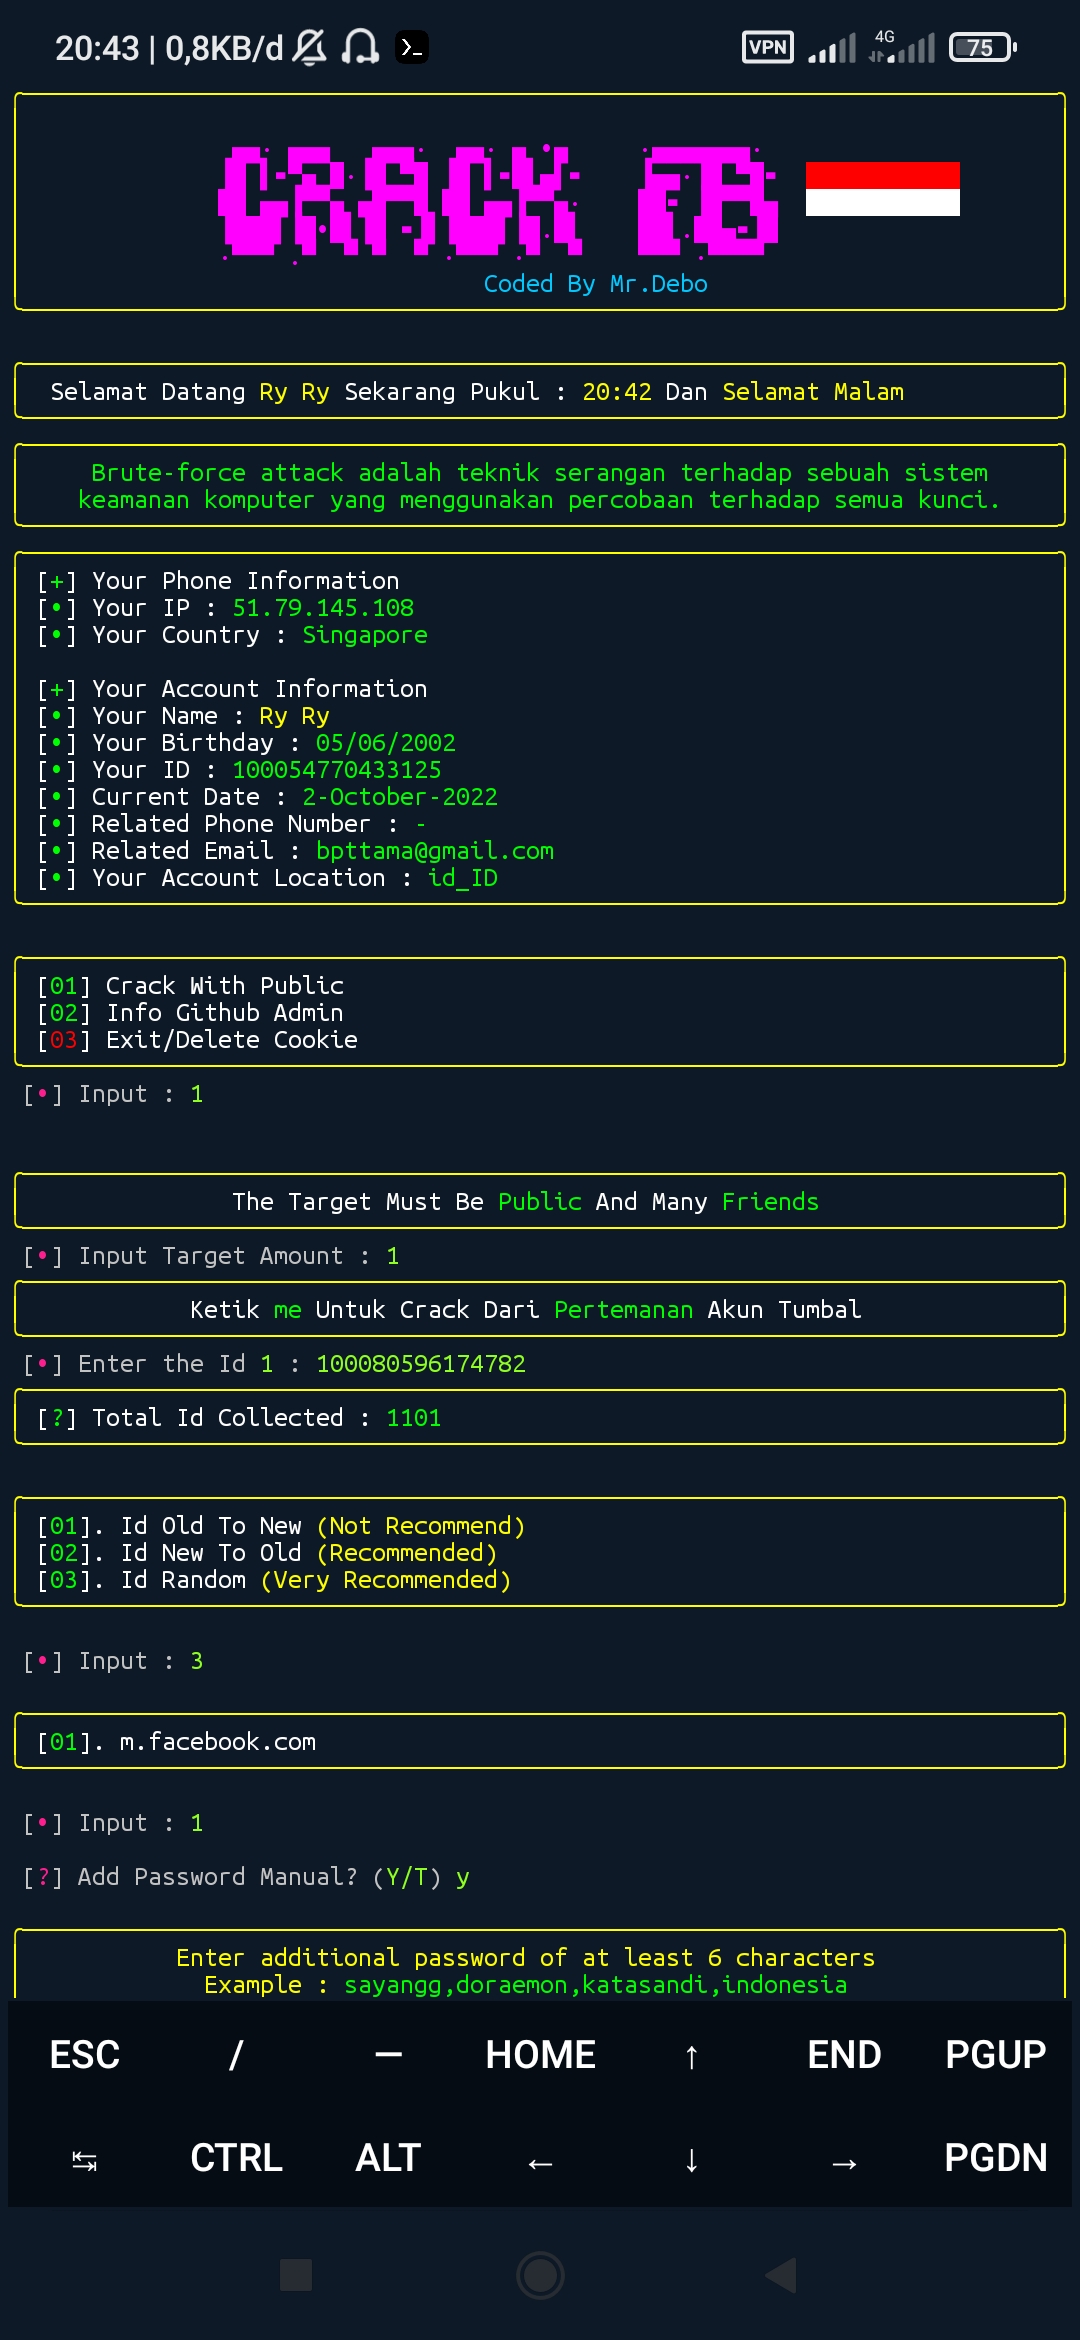 20:43 | 0,8KB/d
VPN 4G 75
CRACK FB
Coded By Mr.Debo
Selamat Datang Ry Ry Sekarang Pukul : 20:42 Dan Selamat Malam
Brute-force attack adalah teknik serangan terhadap sebuah sistem
keamanan komputer yang menggunakan percobaan terhadap semua kunci.
[+] Your Phone Information
[•] Your IP : 51.79.145.108
[•] Your Country : Singapore
[+] Your Account Information
[•] Your Name : Ry Ry
[•] Your Birthday : 05/06/2002
[•] Your ID : 100054770433125
[•] Current Date : 2-October-2022
[•] Related Phone Number : -
[•] Related Email : bpttama@gmail.com
[•] Your Account Location : id_ID
[01] Crack With Public
[02] Info Github Admin
[03] Exit/Delete Cookie
[•] Input : 1
The Target Must Be Public And Many Friends
[•] Input Target Amount : 1
Ketik me Untuk Crack Dari Pertemanan Akun Tumbal
[•] Enter the Id 1 : 100080596174782
[?] Total Id Collected : 1101
[01]. Id Old To New (Not Recommend)
[02]. Id New To Old (Recommended)
[03]. Id Random (Very Recommended)
[•] Input : 3
[01]. m.facebook.com
[•] Input : 1
[?] Add Password Manual? (Y/T) y
Enter additional password of at least 6 characters
Example : sayangg,doraemon,katasandi,indonesia
ESC / — HOME ↑ END PGUP
↹ CTRL ALT ← ↓ → PGDN